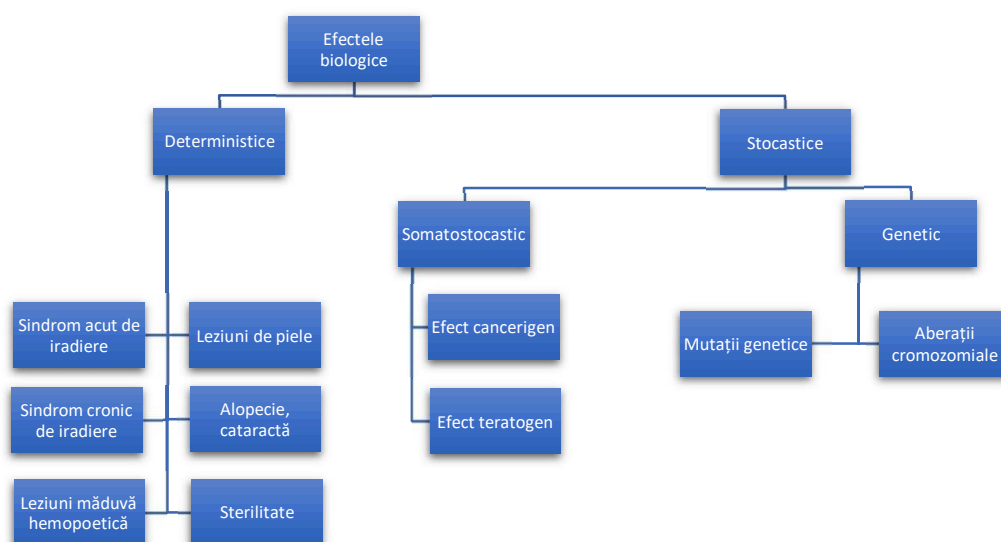 Efectele
biologice
Deterministice
Stocastice
Somatostocastic
Genetic
Sindrom acut de
iradiere
Leziuni de piele
Efect cancerigen
Mutații genetice
Aberații
cromozomiale
Sindrom cronic
de iradiere
Alopecie,
cataractă
Efect teratogen
Leziuni măduvă
hemopoetică
Sterilitate